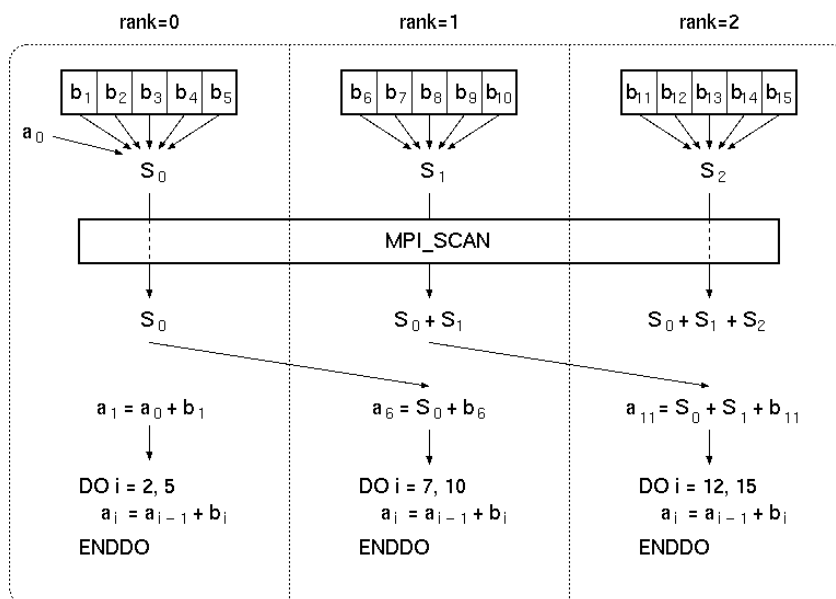 rank=0 rank=1 rank=2
b₁ b₂ b₃ b₄ b₅ b₆ b₇ b₈ b₉ b₁₀ b₁₁ b₁₂ b₁₃ b₁₄ b₁₅
a₀
S₀ S₁ S₂
MPI_SCAN
S₀ S₀ + S₁ S₀ + S₁ + S₂
a₁ = a₀ + b₁ a₆ = S₀ + b₆ a₁₁ = S₀ + S₁ + b₁₁
DO i = 2, 5 DO i = 7, 10 DO i = 12, 15
aᵢ = aᵢ₋₁ + bᵢ aᵢ = aᵢ₋₁ + bᵢ aᵢ = aᵢ₋₁ + bᵢ
ENDDO ENDDO ENDDO